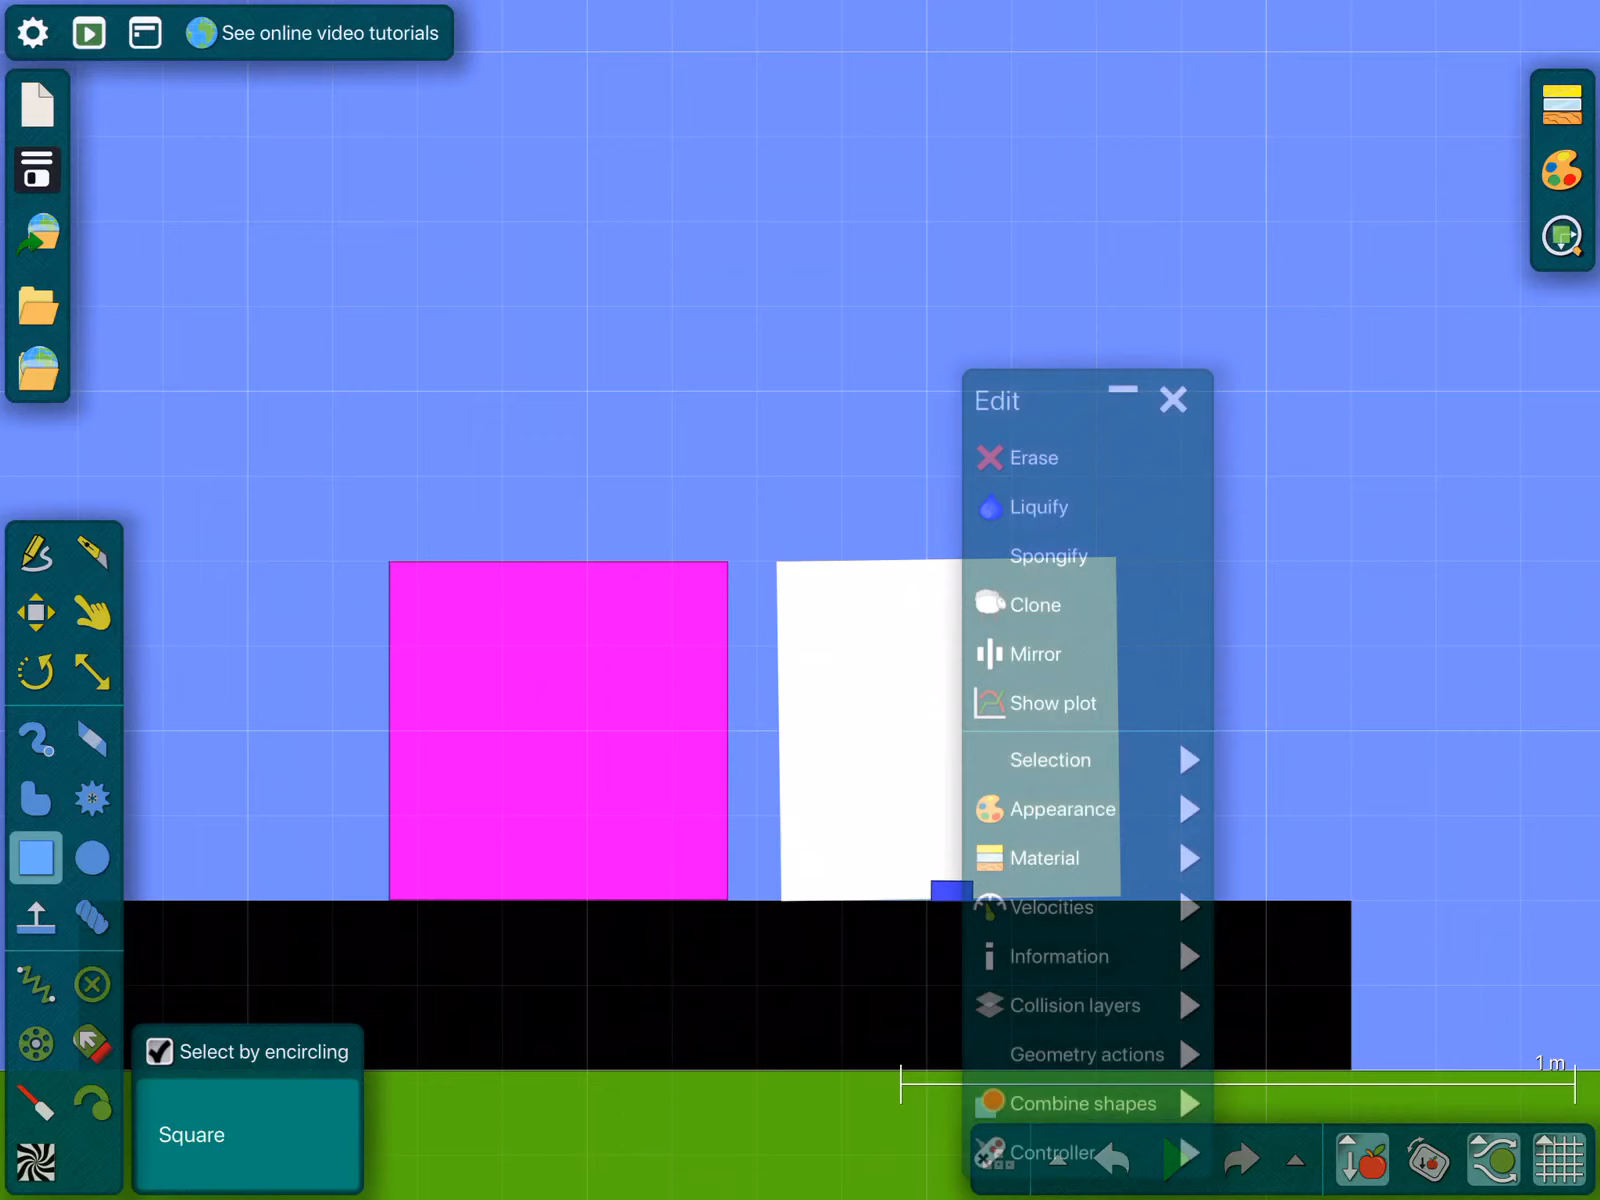 See online video tutorials
Edit
Erase
Liquify
Spongify
Clone
Mirror
Show plot
Selection
Appearance
Material
Velocities
Information
Collision layers
Geometry actions
Combine shapes
Controller
1 m
Select by encircling
Square